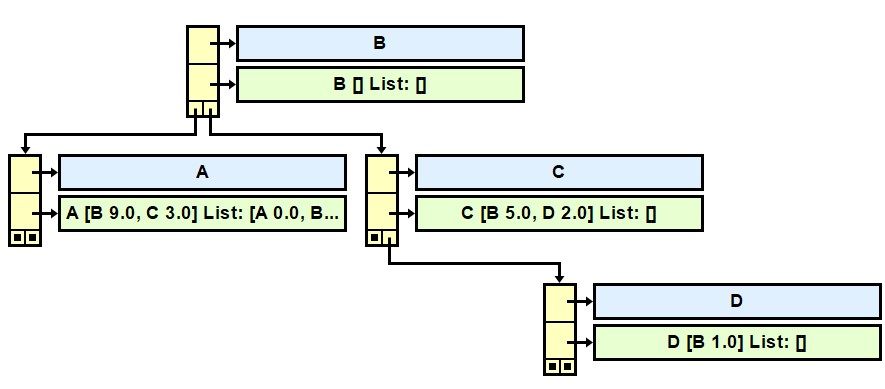 B
B [] List: []
A
A [B 9.0, C 3.0] List: [A 0.0, B...
C
C [B 5.0, D 2.0] List: []
D
D [B 1.0] List: []